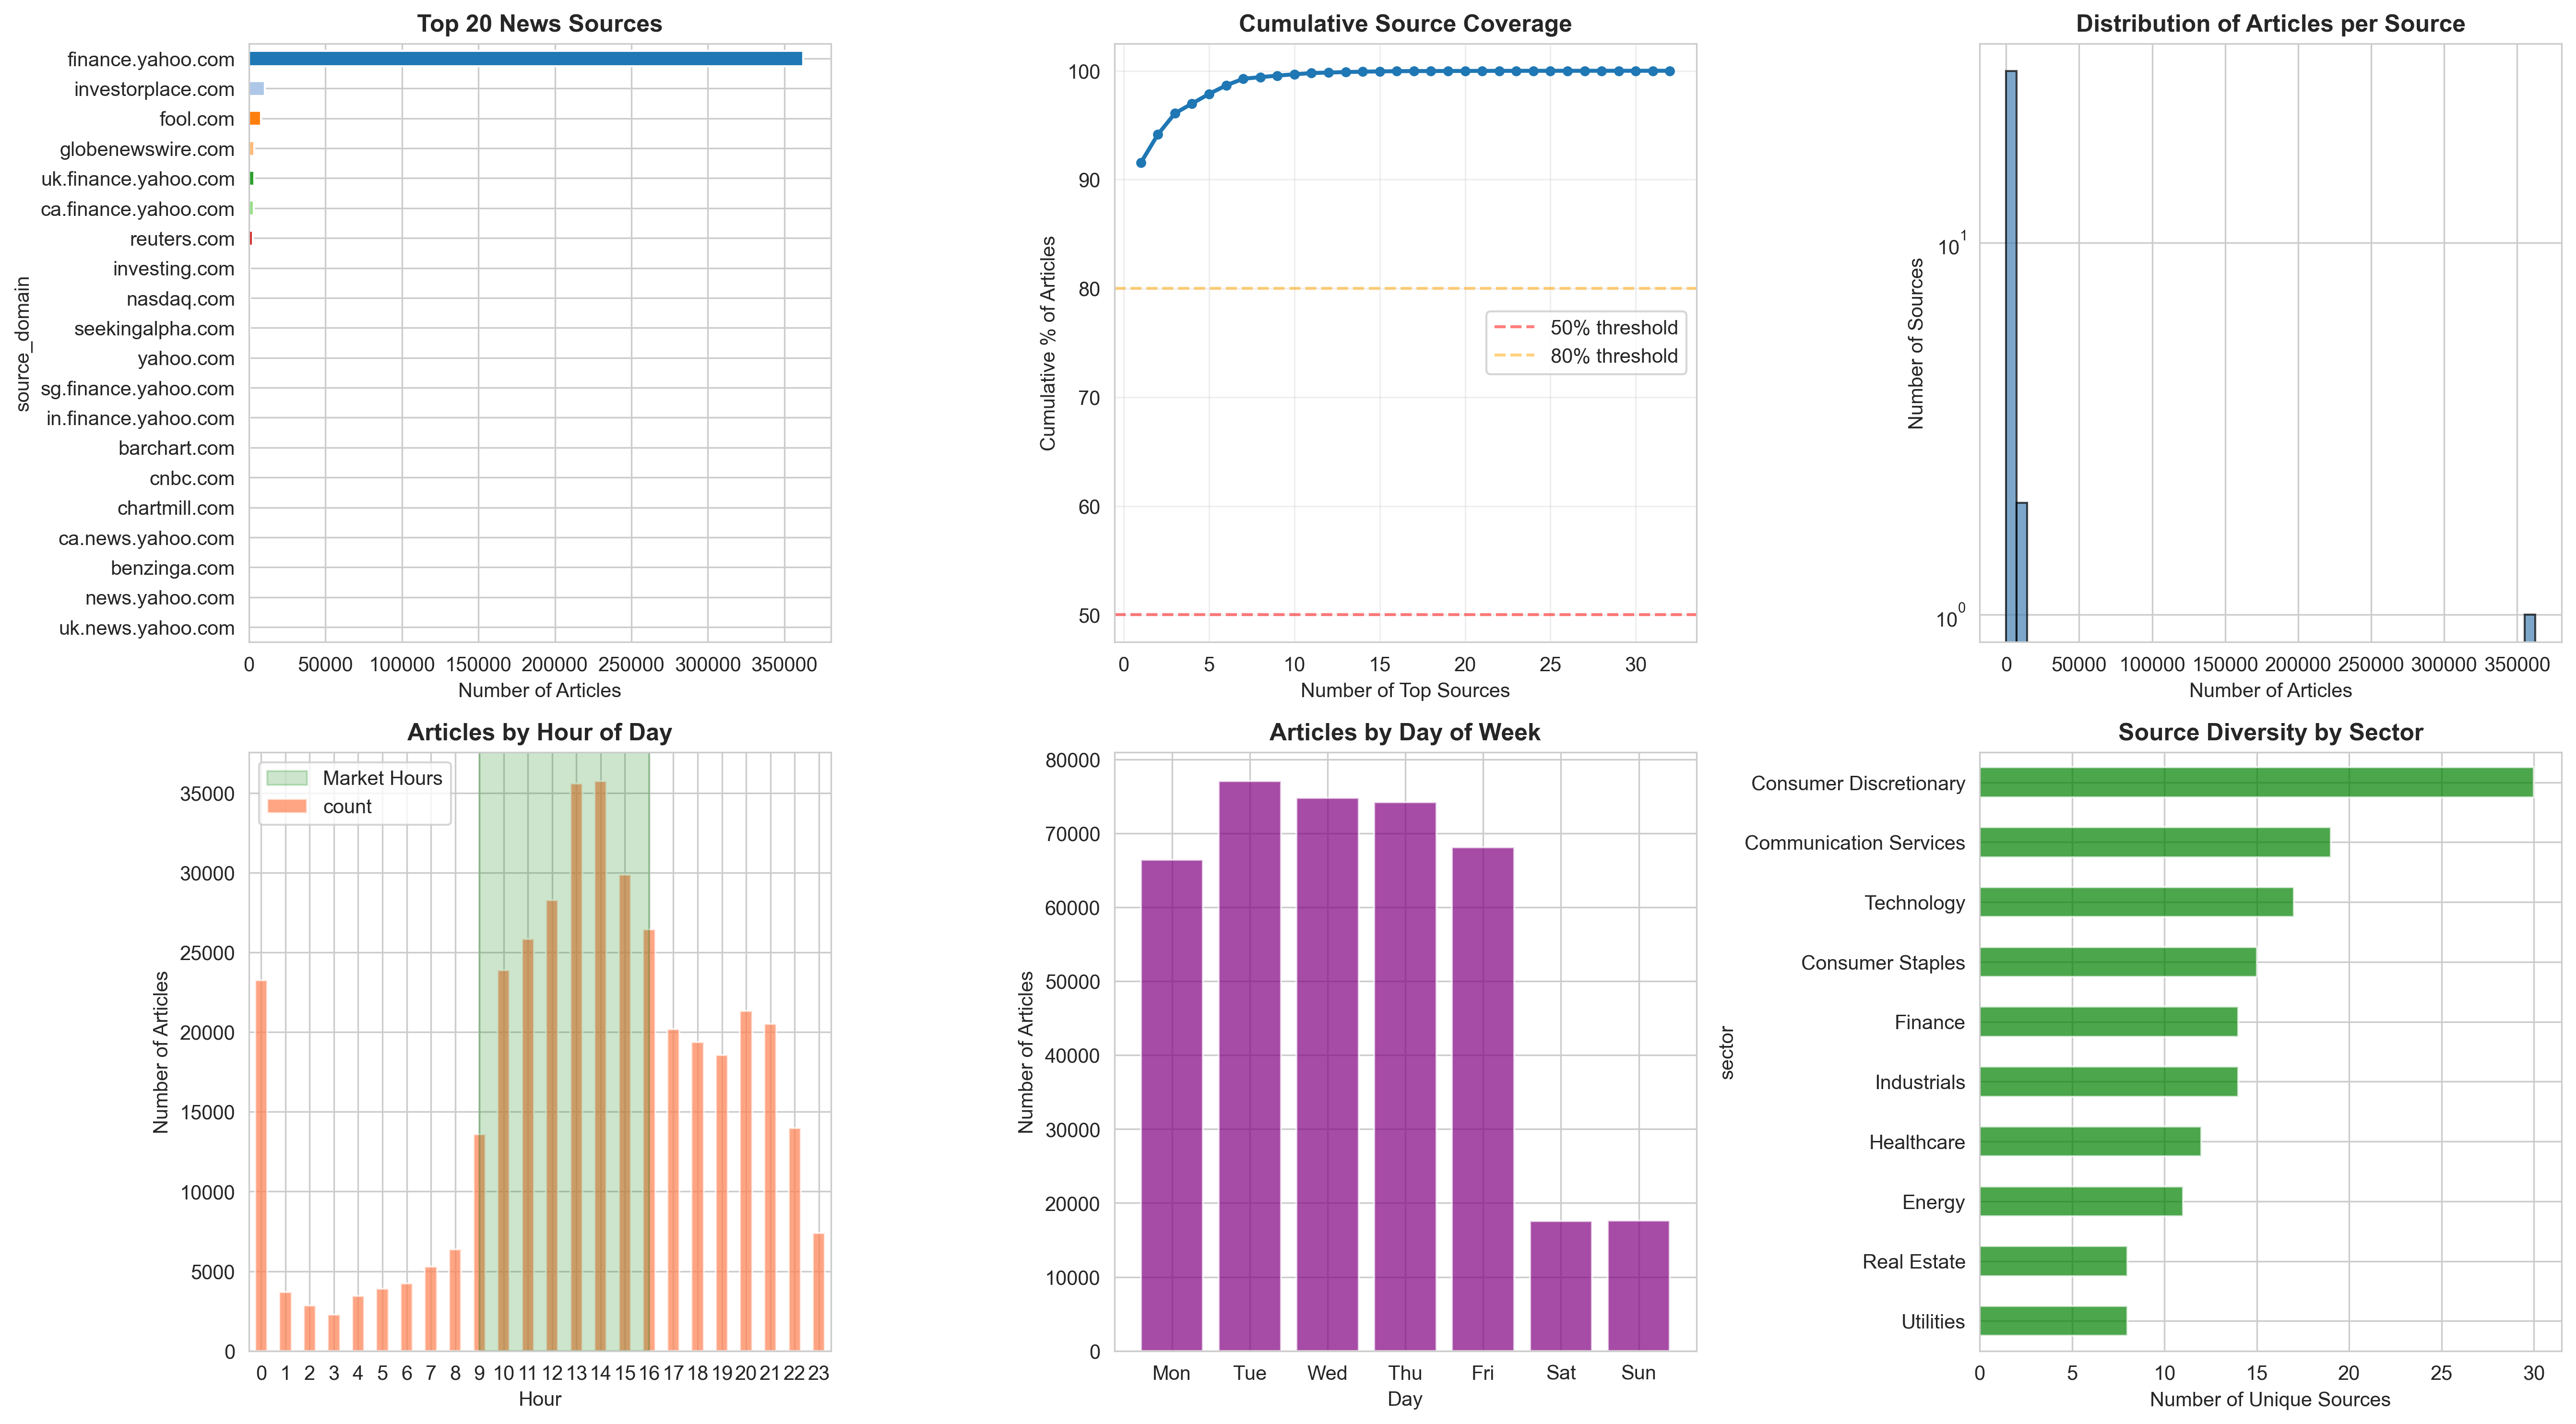 Top 20 News Sources
source_domain
finance.yahoo.com
investorplace.com
fool.com
globenewswire.com
uk.finance.yahoo.com
ca.finance.yahoo.com
reuters.com
investing.com
nasdaq.com
seekingalpha.com
yahoo.com
sg.finance.yahoo.com
in.finance.yahoo.com
barchart.com
cnbc.com
chartmill.com
ca.news.yahoo.com
benzinga.com
news.yahoo.com
uk.news.yahoo.com
0 50000 100000 150000 200000 250000 300000 350000
Number of Articles
Cumulative Source Coverage
Cumulative % of Articles
100
90
80
70
60
50
50% threshold
80% threshold
0 5 10 15 20 25 30
Number of Top Sources
Distribution of Articles per Source
Number of Sources
10¹
10⁰
0 50000 100000 150000 200000 250000 300000 350000
Number of Articles
Articles by Hour of Day
Number of Articles
Market Hours
count
35000
30000
25000
20000
15000
10000
5000
0
0 1 2 3 4 5 6 7 8 9 10 11 12 13 14 15 16 17 18 19 20 21 22 23
Hour
Articles by Day of Week
Number of Articles
80000
70000
60000
50000
40000
30000
20000
10000
0
Mon Tue Wed Thu Fri Sat Sun
Day
Source Diversity by Sector
sector
Consumer Discretionary
Communication Services
Technology
Consumer Staples
Finance
Industrials
Healthcare
Energy
Real Estate
Utilities
0 5 10 15 20 25 30
Number of Unique Sources